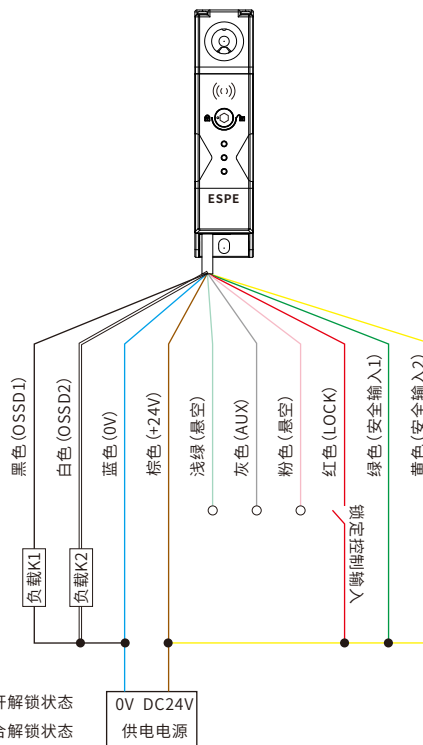 ESPE
黑色(OSSD1)
白色(OSSD2)
蓝色(0V)
棕色(+24V)
浅绿(悬空)
灰色(AUX)
粉色(悬空)
红色(LOCK)
绿色(安全输入1)
黄色(安全输入2)
负载K1
负载K2
锁定控制输入
开解锁状态
合解锁状态
0V DC24V
供电电源